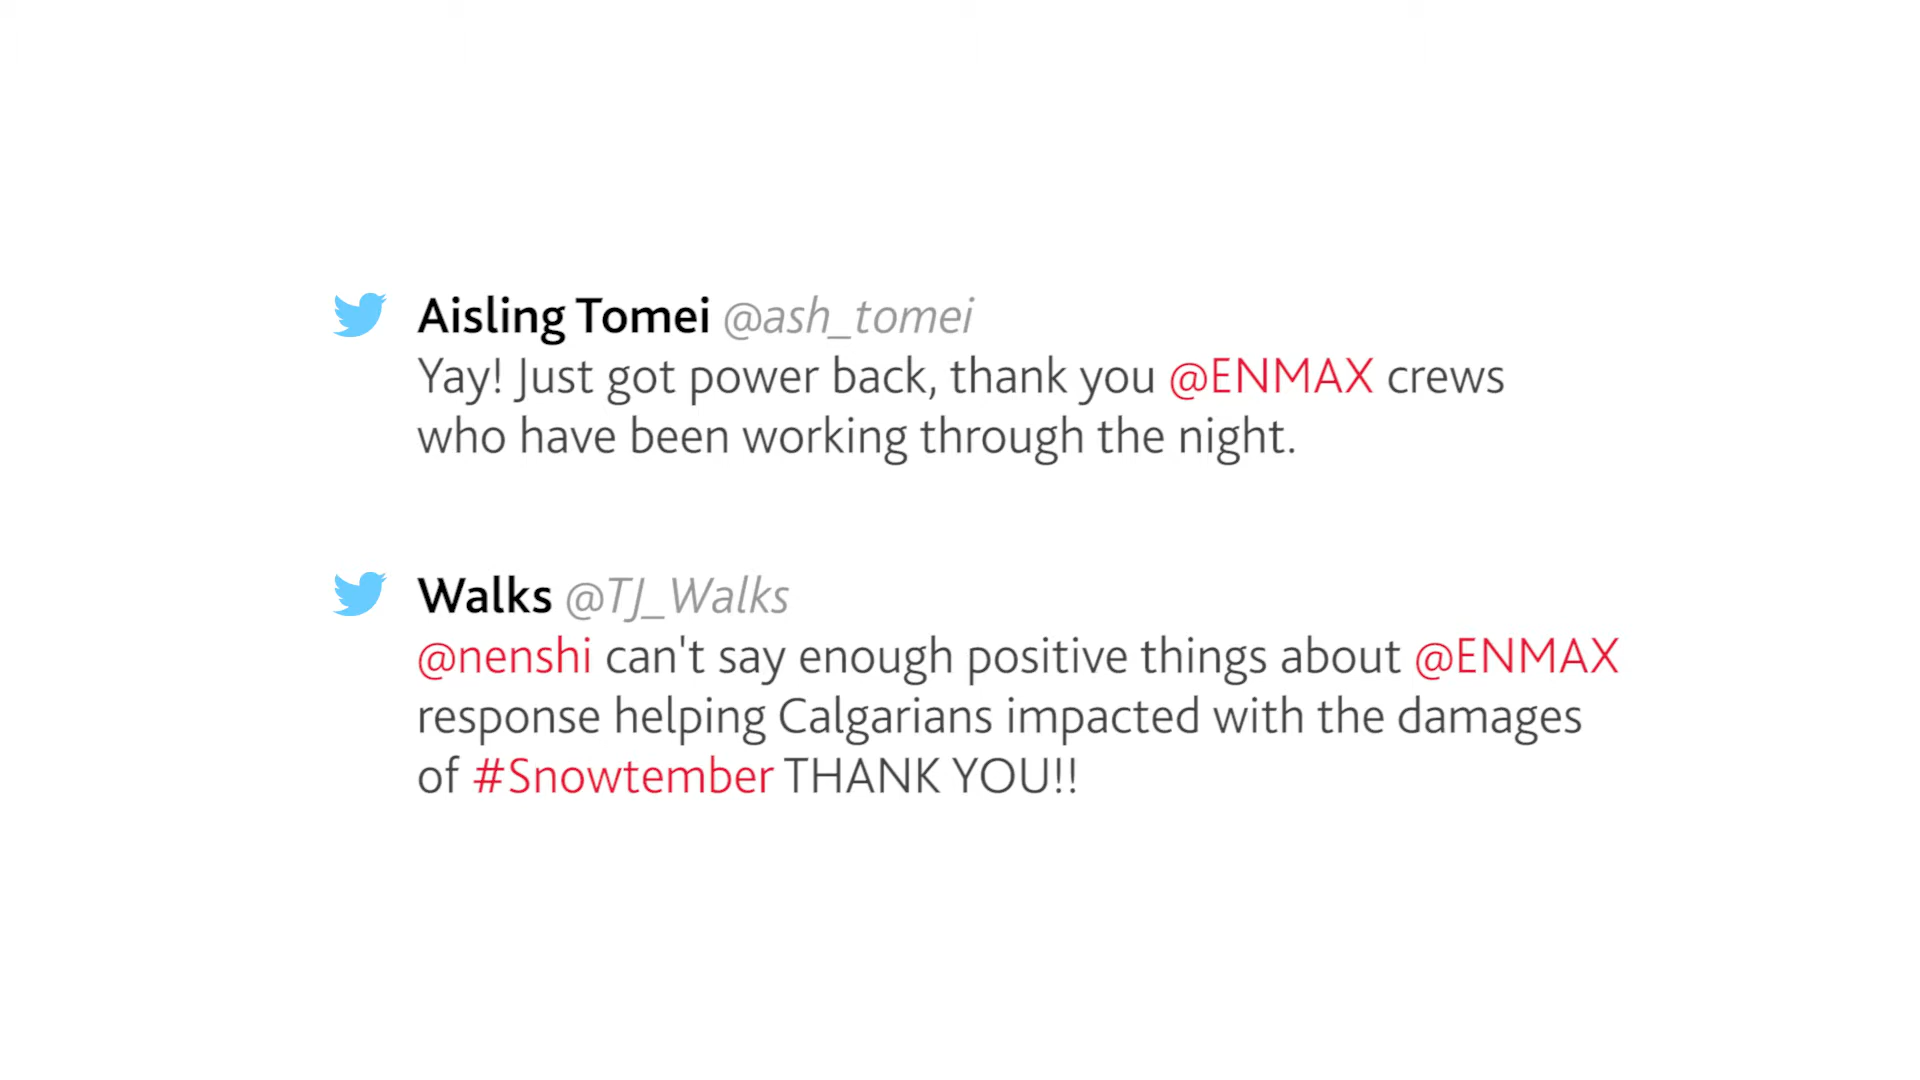 Aisling Tomei @ash_tomei
Yay! Just got power back, thank you @ENMAX crews
who have been working through the night.
Walks @TJ_Walks
@nenshi can't say enough positive things about @ENMAX
response helping Calgarians impacted with the damages
of #Snowtember THANK YOU!!